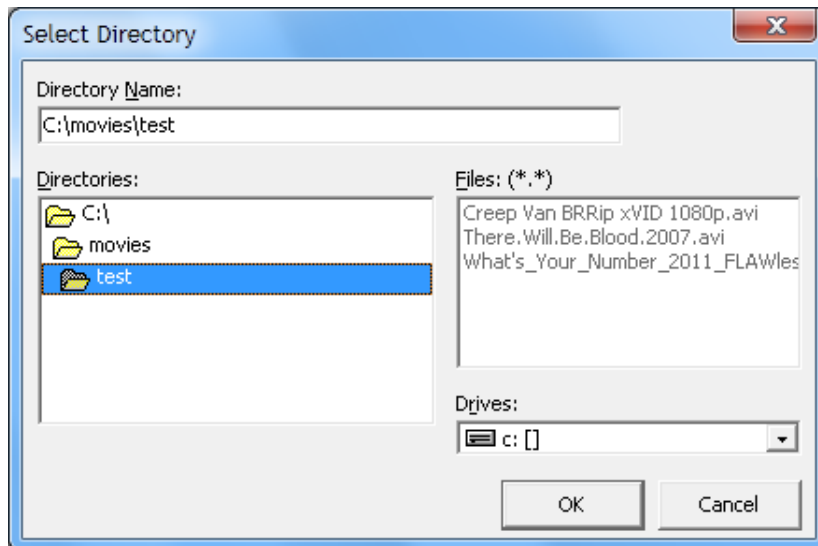 Select Directory
Directory Name:
C:\movies\test
Directories:
C:\
movies
test
Files: (*.*)
Creep Van BRRip xVID 1080p.avi
There.Will.Be.Blood.2007.avi
What's_Your_Number_2011_FLAWles
Drives:
c: []
OK
Cancel